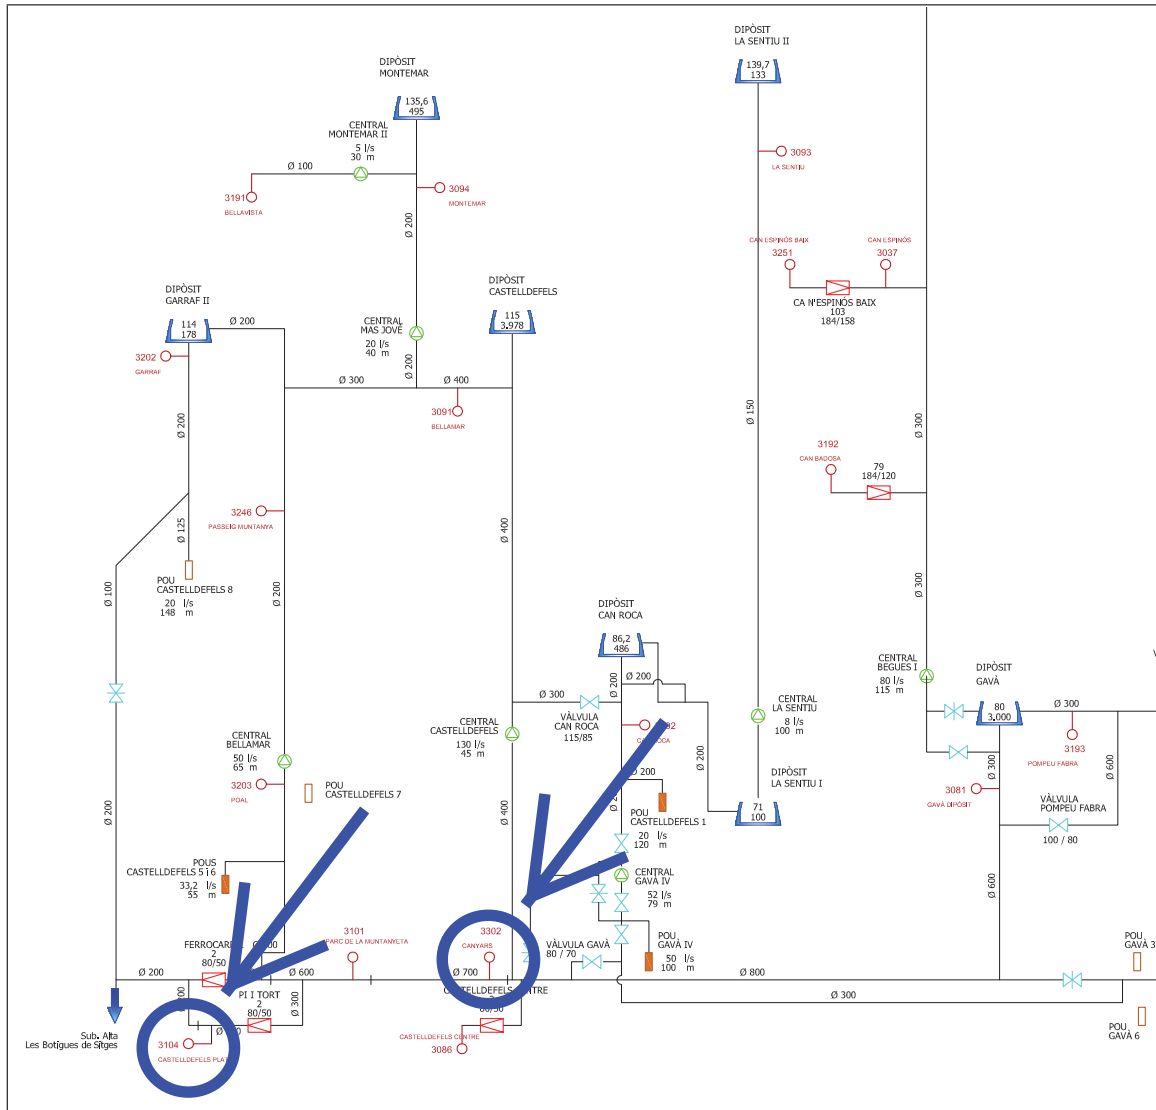 DIPÒSIT
LA SENTIU II
139,7
133
DIPÒSIT
MONTEMAR
135,6
495
CENTRAL
MONTEMAR II
5 l/s
30 m
Ø 100
3191
BELLAVISTA
3094
MONTEMAR
Ø 200
3093
LA SENTIU
CAN ESPINÓS BAIX
3251
CAN ESPINÓS
3037
CA N'ESPINÓS BAIX
103
184/158
DIPÒSIT
GARRAF II
114
178
Ø 200
3202
GARRAF
CENTRAL
MAS JOVÉ
20 l/s
40 m
Ø 200
DIPÒSIT
CASTELLDEFELS
115
3.978
Ø 300
Ø 400
3091
BELLAMAR
Ø 200
Ø 150
Ø 300
3192
CAN BADOSA
79
184/120
3246
PASSEIG MUNTANYA
Ø 125
Ø 400
POU
CASTELLDEFELS 8
20 l/s
148 m
Ø 100
Ø 200
Ø 300
DIPÒSIT
CAN ROCA
86,2
486
Ø 200
Ø 200
Ø 300
VÀLVULA
CAN ROCA
115/85
CENTRAL
CASTELLDEFELS
130 l/s
45 m
CENTRAL
LA SENTIU
8 l/s
100 m
Ø 200
CENTRAL
BEGUES I
80 l/s
115 m
DIPÒSIT
GAVÀ
80
3.000
Ø 300
3193
POMPEU FABRA
Ø 300
Ø 600
3081
GAVÀ DIPÒSIT
VÀLVULA
POMPEU FABRA
100 / 80
CENTRAL
BELLAMAR
50 l/s
65 m
3203
POAL
POU
CASTELLDEFELS 7
Ø 200
Ø 400
Ø 200
POU
CASTELLDEFELS 1
20 l/s
120 m
DIPÒSIT
LA SENTIU I
71
100
POUS
CASTELLDEFELS 5 i 6
33,2 l/s
55 m
CENTRAL
GAVÀ IV
52 l/s
79 m
Ø 600
3101
PARC DE LA MUNTANYETA
3302
CANYARS
VÀLVULA GAVÀ
80 / 70
POU
GAVÀ IV
50 l/s
100 m
POU
GAVÀ 3
2
80/50
Ø 200
Ø 600
Ø 700
Ø 800
Ø 300
PI I TORT
2
80/50
Ø 300
Sub. Alta
Les Botigues de Sitges
3104
CASTELLDEFELS CENTRE
3086
POU
GAVÀ 6